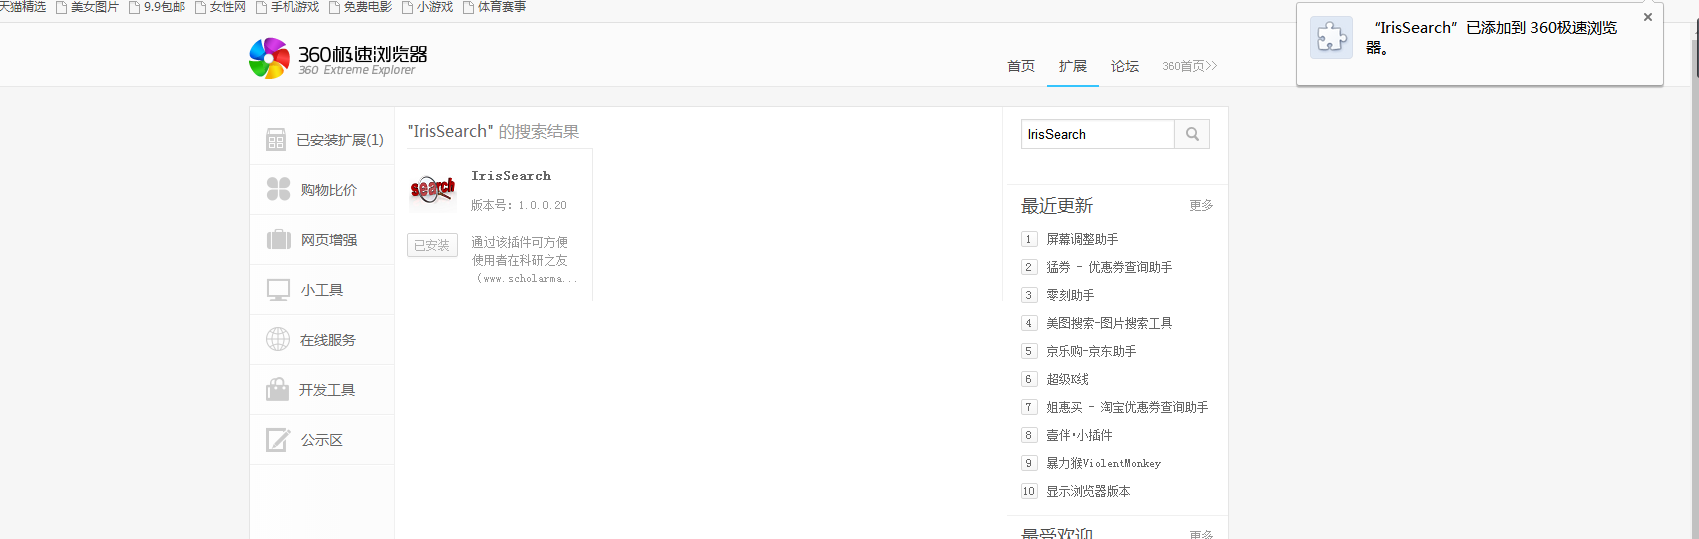 天猫精选 美女图片 9.9包邮 女性网 手机游戏 免费电影 小游戏 体育赛事
“IrisSearch”已添加到 360极速浏览
器。
360极速浏览器
360 Extreme Explorer
首页 扩展 论坛 360首页>>
已安装扩展(1)
购物比价
网页增强
小工具
在线服务
开发工具
公示区
"IrisSearch" 的搜索结果
search
IrisSearch
版本号: 1.0.0.20
已安装
通过该插件可方便
使用者在科研之友
（www.scholarma...
IrisSearch
最近更新 更多
1 屏幕调整助手
2 猛券 - 优惠券查询助手
3 零刻助手
4 美图搜索-图片搜索工具
5 京乐购-京东助手
6 超级K线
7 姐惠买 - 淘宝优惠券查询助手
8 壹伴·小插件
9 暴力猴ViolentMonkey
10 显示浏览器版本
最受欢迎 更多